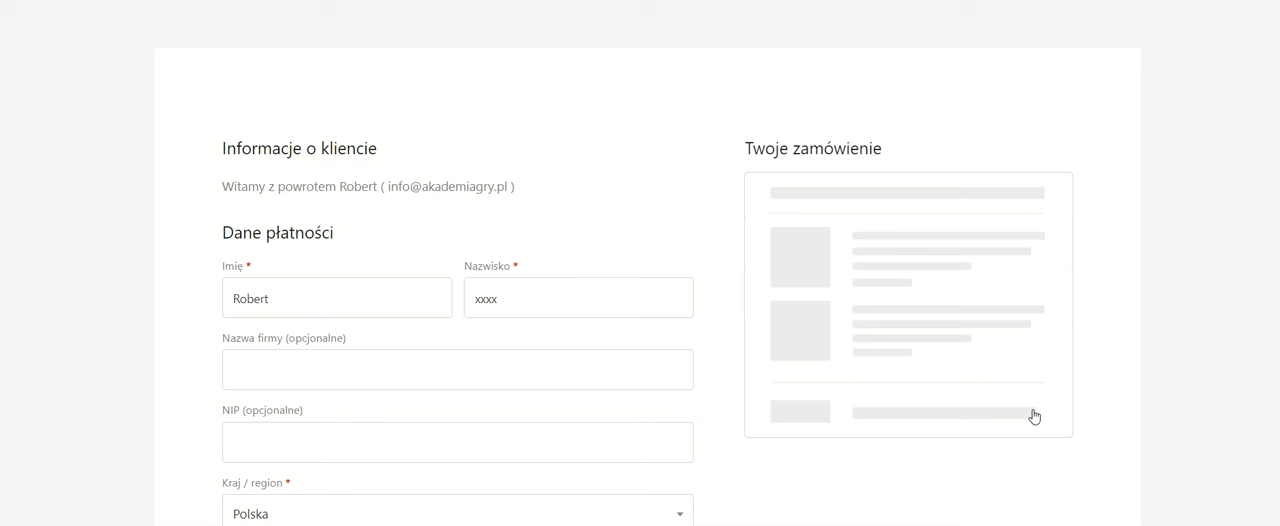 Informacje o kliencie
Witamy z powrotem Robert ( info@akademiagry.pl )
Dane płatności
Imię *
Nazwisko *
Robert
xxxx
Nazwa firmy (opcjonalne)
NIP (opcjonalne)
Kraj / region *
Polska
Twoje zamówienie